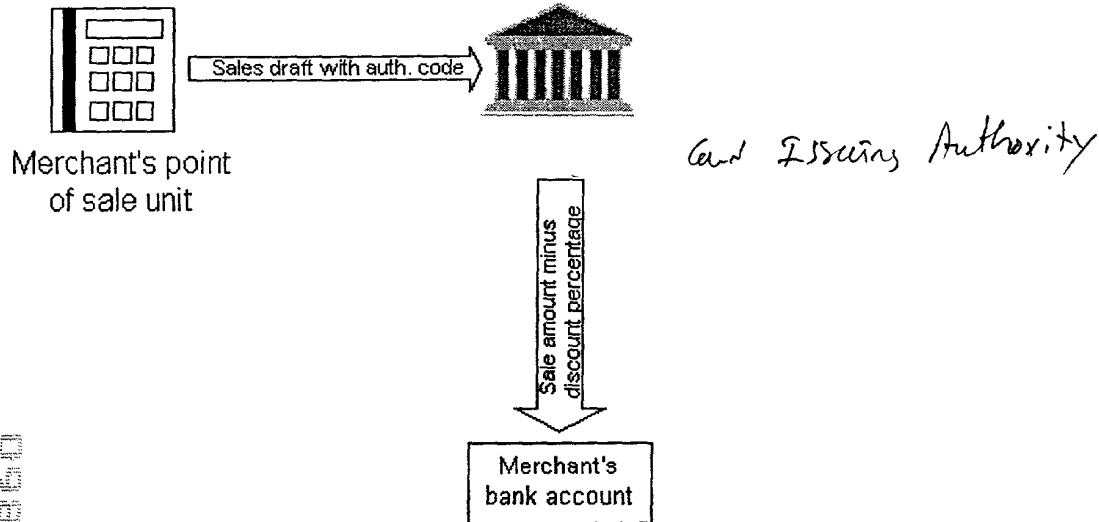 Sales draft with auth. code
Merchant's point
of sale unit
Card Issuing Authority
Sale amount minus
discount percentage
Merchant's
bank account